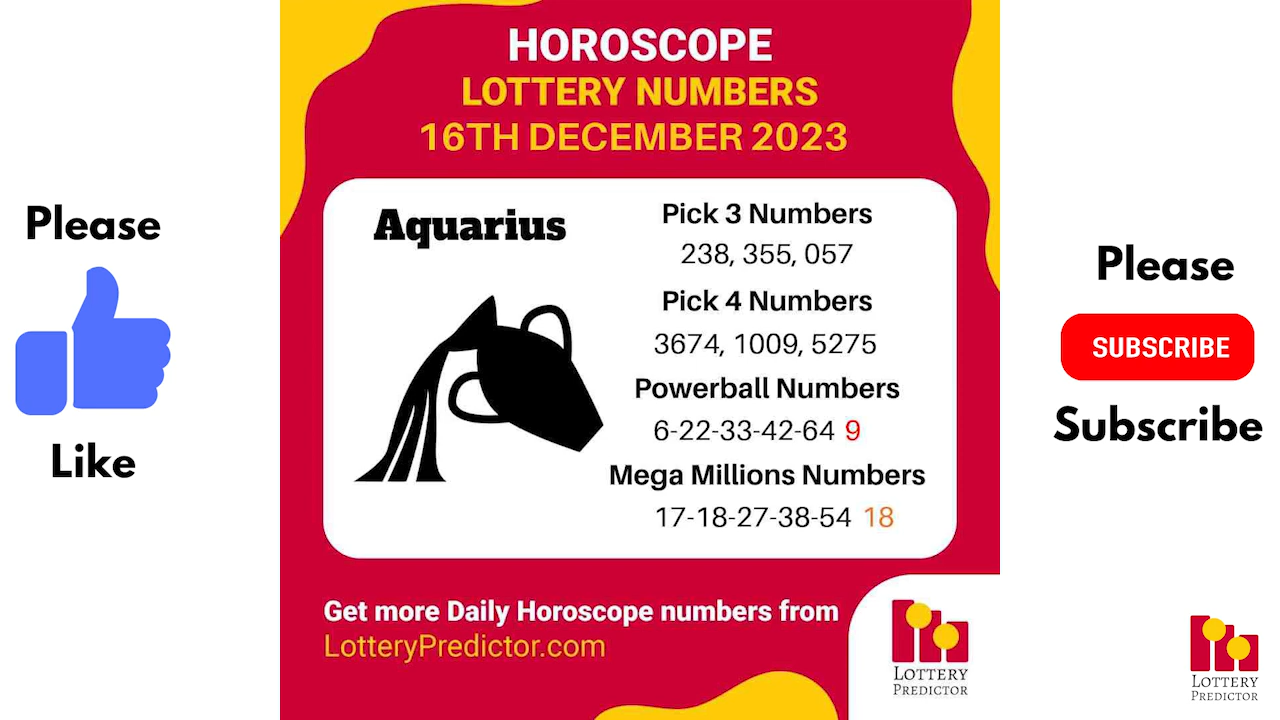 HOROSCOPE
LOTTERY NUMBERS
16TH DECEMBER 2023
Please
Like
Aquarius
Pick 3 Numbers
238, 355, 057
Pick 4 Numbers
3674, 1009, 5275
Powerball Numbers
6-22-33-42-64 9
Mega Millions Numbers
17-18-27-38-54 18
Please
SUBSCRIBE
Subscribe
Get more Daily Horoscope numbers from
LotteryPredictor.com
LOTTERY
PREDICTOR
LOTTERY
PREDICTOR